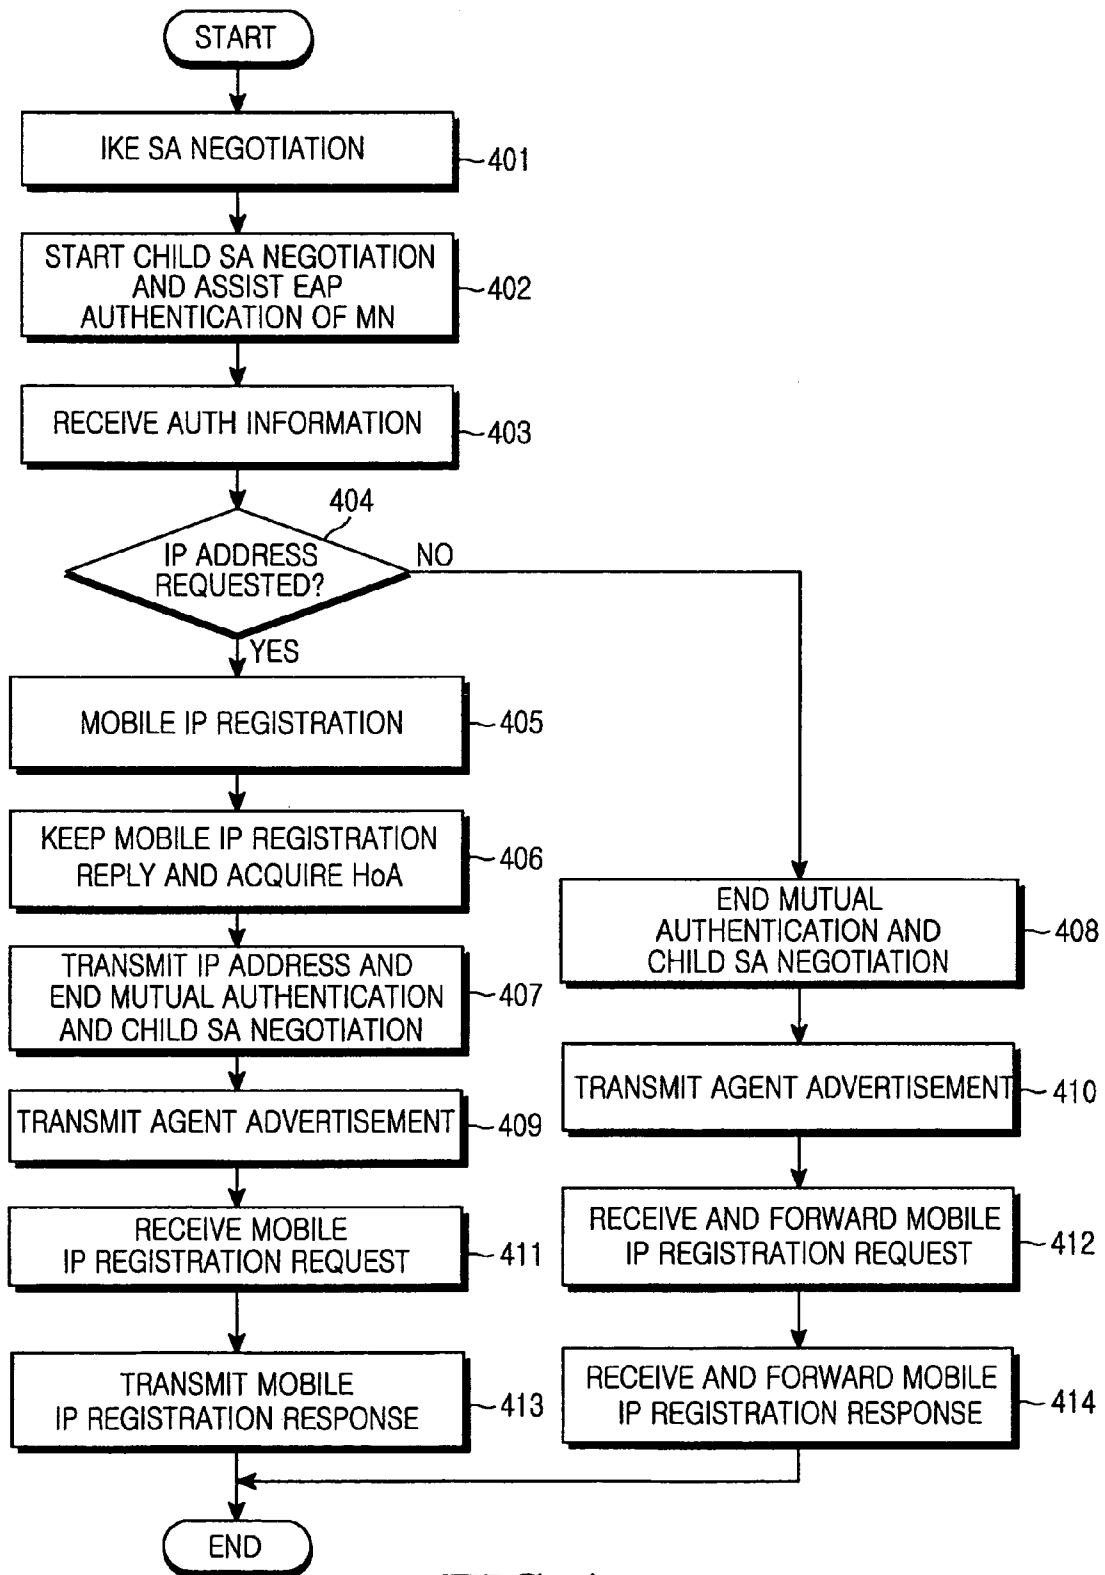 START
IKE SA NEGOTIATION
401
START CHILD SA NEGOTIATION
AND ASSIST EAP
AUTHENTICATION OF MN
402
RECEIVE AUTH INFORMATION
403
404
IP ADDRESS
REQUESTED?
NO
YES
MOBILE IP REGISTRATION
405
KEEP MOBILE IP REGISTRATION
REPLY AND ACQUIRE HoA
406
TRANSMIT IP ADDRESS AND
END MUTUAL AUTHENTICATION
AND CHILD SA NEGOTIATION
407
END MUTUAL
AUTHENTICATION AND
CHILD SA NEGOTIATION
408
TRANSMIT AGENT ADVERTISEMENT
409
TRANSMIT AGENT ADVERTISEMENT
410
RECEIVE MOBILE
IP REGISTRATION REQUEST
411
RECEIVE AND FORWARD MOBILE
IP REGISTRATION REQUEST
412
TRANSMIT MOBILE
IP REGISTRATION RESPONSE
413
RECEIVE AND FORWARD MOBILE
IP REGISTRATION RESPONSE
414
END